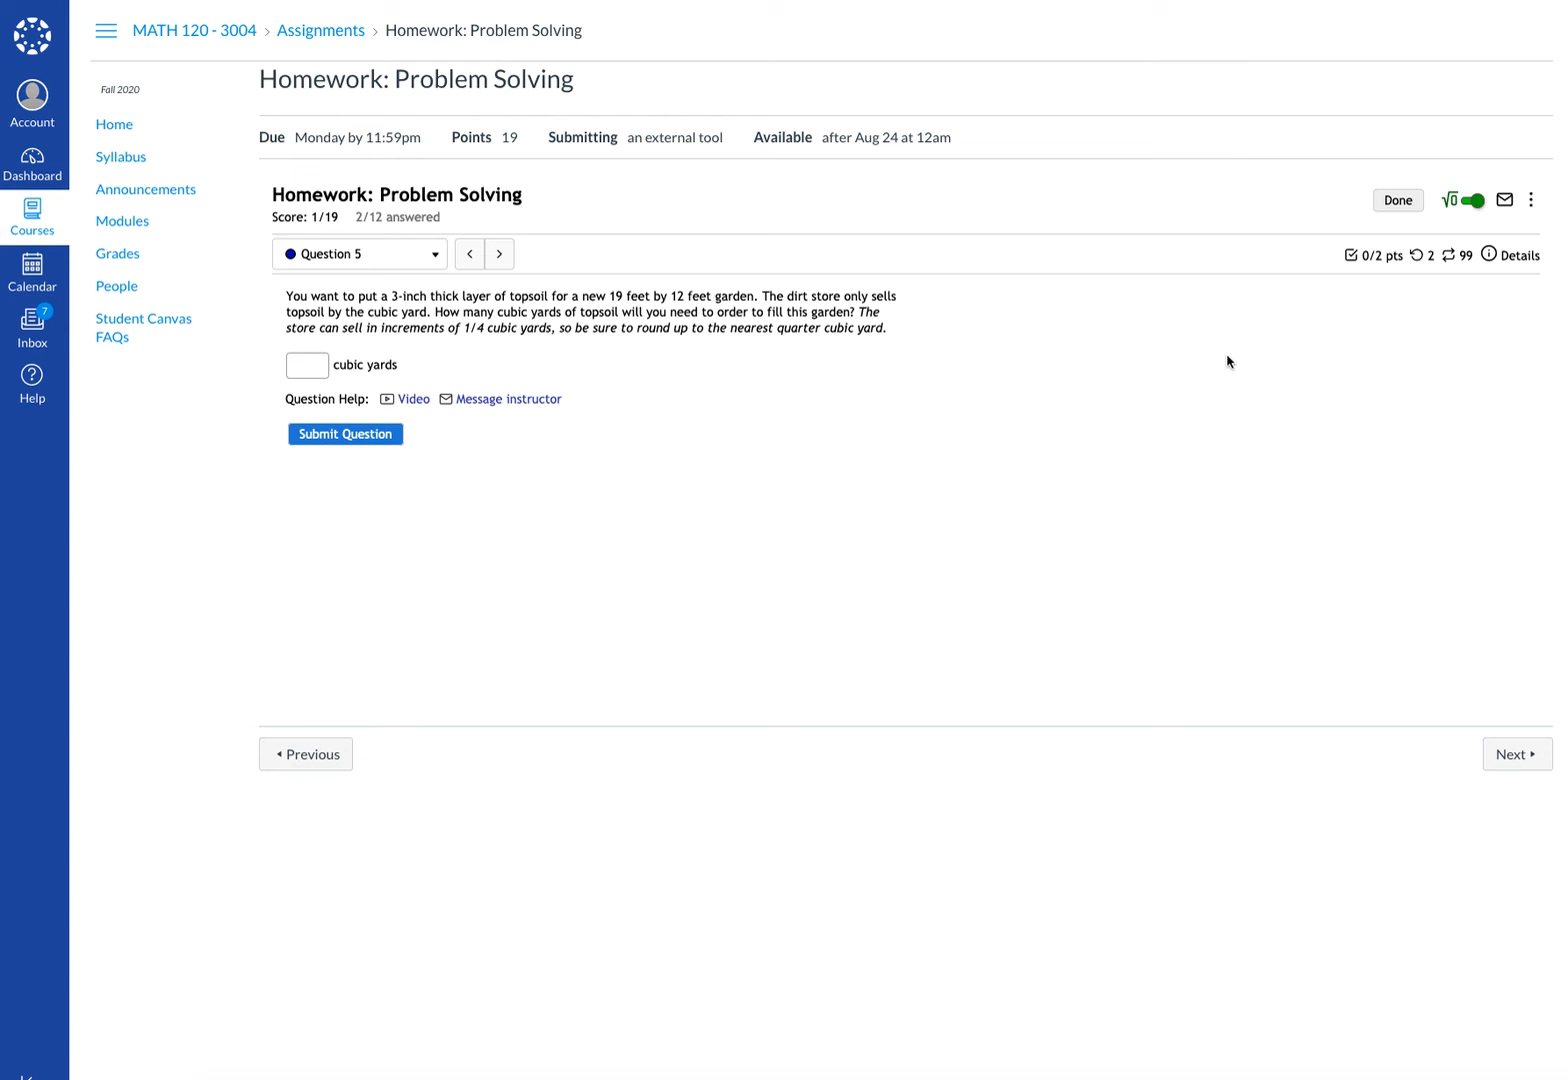 MATH 120 - 3004 › Assignments › Homework: Problem Solving
Account
Dashboard
Courses
Calendar
7
Inbox
Help
Fall 2020
Home
Syllabus
Announcements
Modules
Grades
People
Student Canvas
FAQs
Homework: Problem Solving
Due Monday by 11:59pm Points 19 Submitting an external tool Available after Aug 24 at 12am
Homework: Problem Solving
Score: 1/19 2/12 answered
Done √0
Question 5 < >
0/2 pts 2 99 Details
You want to put a 3-inch thick layer of topsoil for a new 19 feet by 12 feet garden. The dirt store only sells
topsoil by the cubic yard. How many cubic yards of topsoil will you need to order to fill this garden? The
store can sell in increments of 1/4 cubic yards, so be sure to round up to the nearest quarter cubic yard.
cubic yards
Question Help: Video Message instructor
Submit Question
Previous
Next